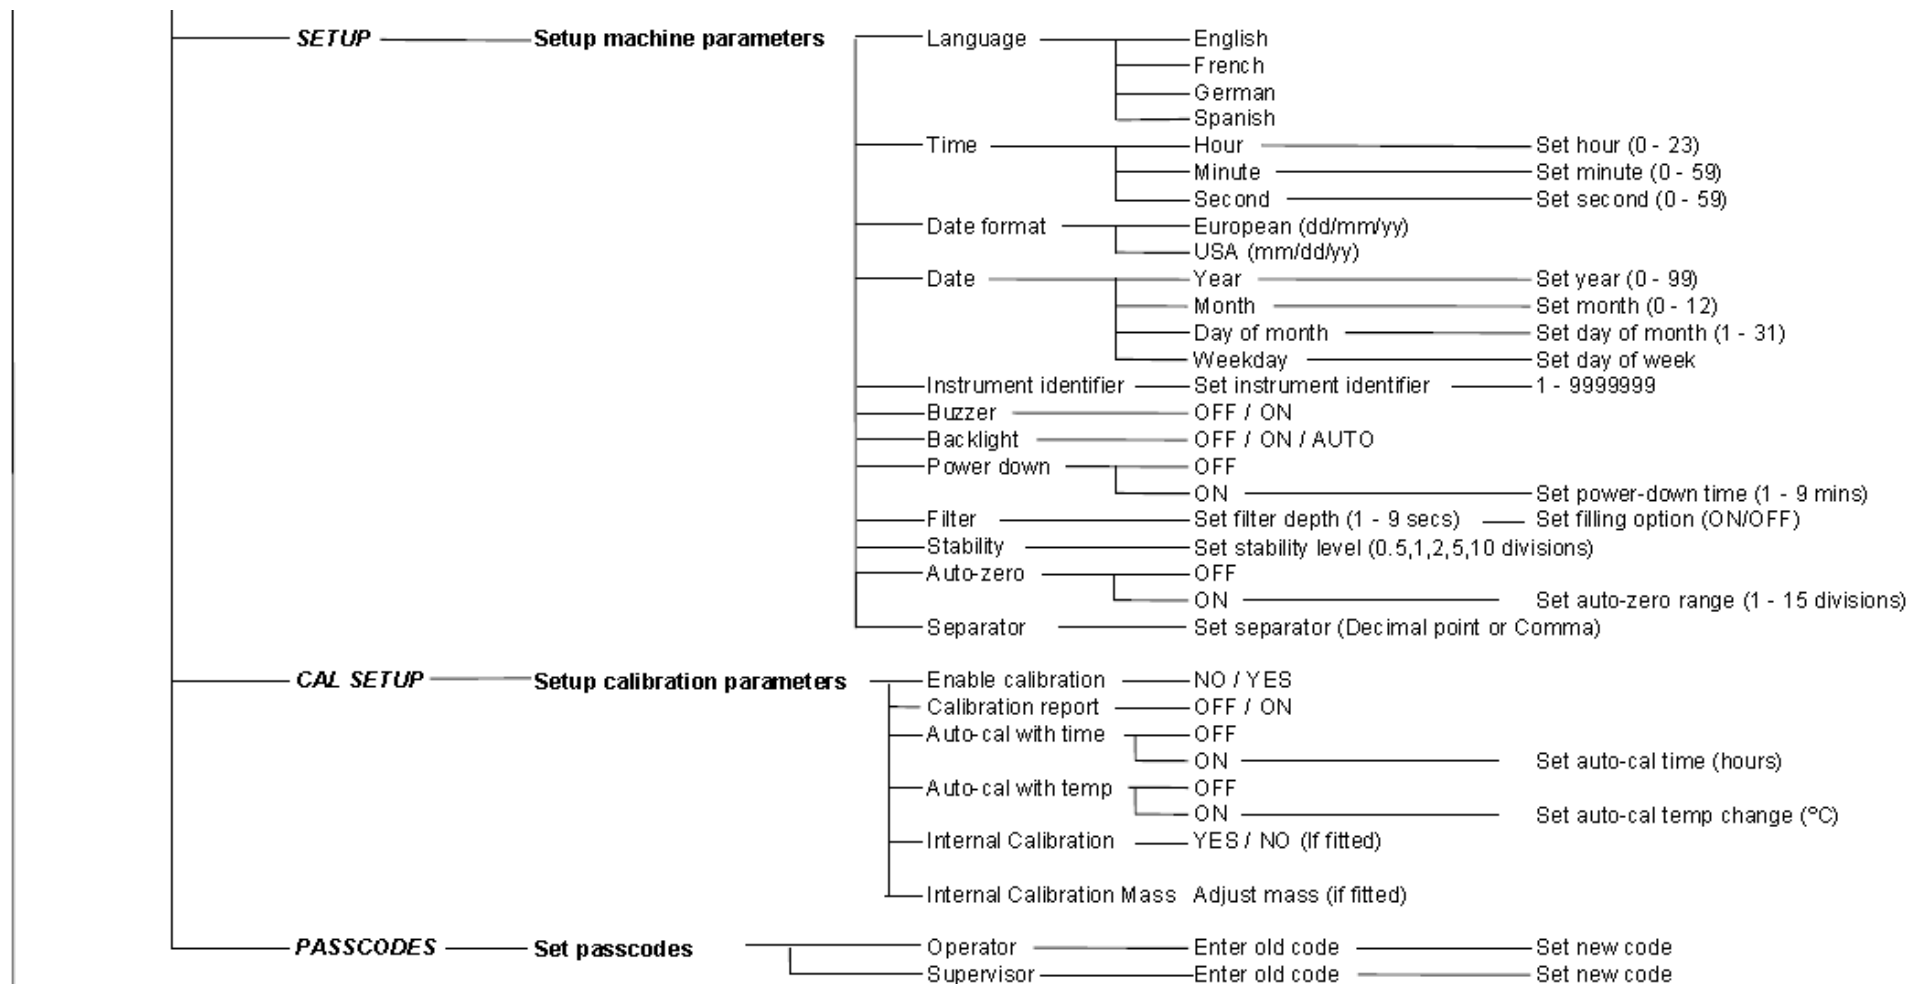 SETUP Setup machine parameters Language English
French
German
Spanish
Time Hour Set hour (0 - 23)
Minute Set minute (0 - 59)
Second Set second (0 - 59)
Date format European (dd/mm/yy)
USA (mm/dd/yy)
Date Year Set year (0 - 99)
Month Set month (0 - 12)
Day of month Set day of month (1 - 31)
Weekday Set day of week
Instrument identifier Set instrument identifier 1 - 9999999
Buzzer OFF / ON
Backlight OFF / ON / AUTO
Power down OFF
ON Set power-down time (1 - 9 mins)
Filter Set filter depth (1 - 9 secs) Set filling option (ON/OFF)
Stability Set stability level (0.5,1,2,5,10 divisions)
Auto-zero OFF
ON Set auto-zero range (1 - 15 divisions)
Separator Set separator (Decimal point or Comma)
CAL SETUP Setup calibration parameters Enable calibration NO / YES
Calibration report OFF / ON
Auto-cal with time OFF
ON Set auto-cal time (hours)
Auto-cal with temp OFF
ON Set auto-cal temp change (°C)
Internal Calibration YES / NO (If fitted)
Internal Calibration Mass Adjust mass (if fitted)
PASSCODES Set passcodes Operator Enter old code Set new code
Supervisor Enter old code Set new code